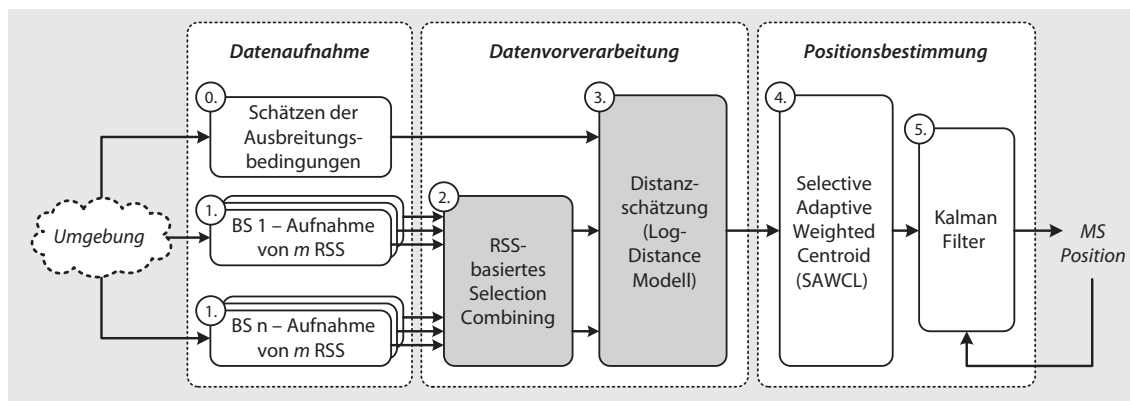 Datenaufnahme
Datenvorverarbeitung
Positionsbestimmung
0.
Schätzen der
Ausbreitungs-
bedingungen
Umgebung
1.
BS 1 – Aufnahme
von m RSS
1.
BS n – Aufnahme
von m RSS
2.
RSS-
basiertes
Selection
Combining
3.
Distanz-
schätzung
(Log-
Distance
Modell)
4.
Selective
Adaptive
Weighted
Centroid
(SAWCL)
5.
Kalman
Filter
MS
Position